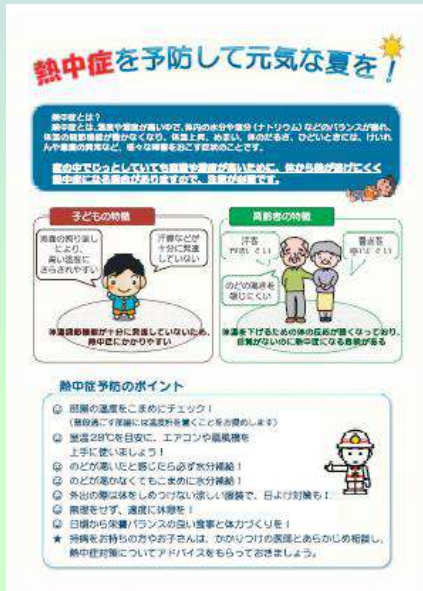 熱中症を予防して元気な夏を！
熱中症とは？
熱中症とは、温度や湿度が高い中で、体内の水分や塩分（ナトリウム）などのバランスが崩れ、
体温の調節機能が働かなくなり、体温上昇、めまい、体のだるさ、ひどいときには、けいれ
んや意識の異常など、様々な障害をおこす症状のことです。
家の中でじっとしていても室温や湿度が高いために、体から熱が逃げにくく
熱中症になる場合がありますので、注意が必要です。
子どもの特徴
地面の照り返し
により、
高い温度に
さらされやすい
汗腺などが
十分に発達
していない
体温調節機能が十分に発達していないため、
熱中症にかかりやすい
高齢者の特徴
汗を
かきにくい
暑さを
感じにくい
のどの渇きを
感じにくい
体温を下げるための体の反応が弱くなっており、
自覚がないのに熱中症になる危険がある
熱中症予防のポイント
部屋の温度をこまめにチェック！
（普段過ごす部屋には温度計を置くことをお奨めします）
室温28℃を目安に、エアコンや扇風機を
上手に使いましょう！
のどが渇いたと感じたら必ず水分補給！
のどが渇かなくてもこまめに水分補給！
外出の際は体をしめつけない涼しい服装で、日よけ対策も！
無理をせず、適度に休憩を！
日頃から栄養バランスの良い食事と体力づくりを！
★ 持病をお持ちの方やお子さんは、かかりつけの医師とあらかじめ相談し、
熱中症対策についてアドバイスをもらっておきましょう。